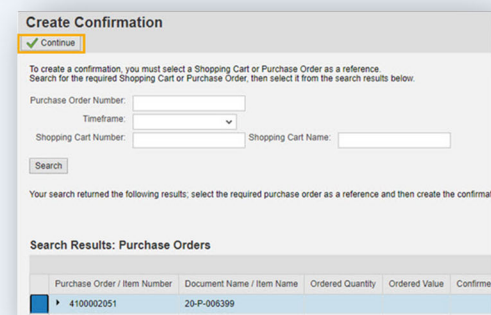 Create Confirmation
Continue
To create a confirmation, you must select a Shopping Cart or Purchase Order as a reference.
Search for the required Shopping Cart or Purchase Order, then select it from the search results below.
Purchase Order Number:
Timeframe:
Shopping Cart Number: Shopping Cart Name:
Search
Your search returned the following results; select the required purchase order as a reference and then create the
Search Results: Purchase Orders
Purchase Order / Item Number Document Name / Item Name Ordered Quantity Ordered Value
4100002051 20-P-006399